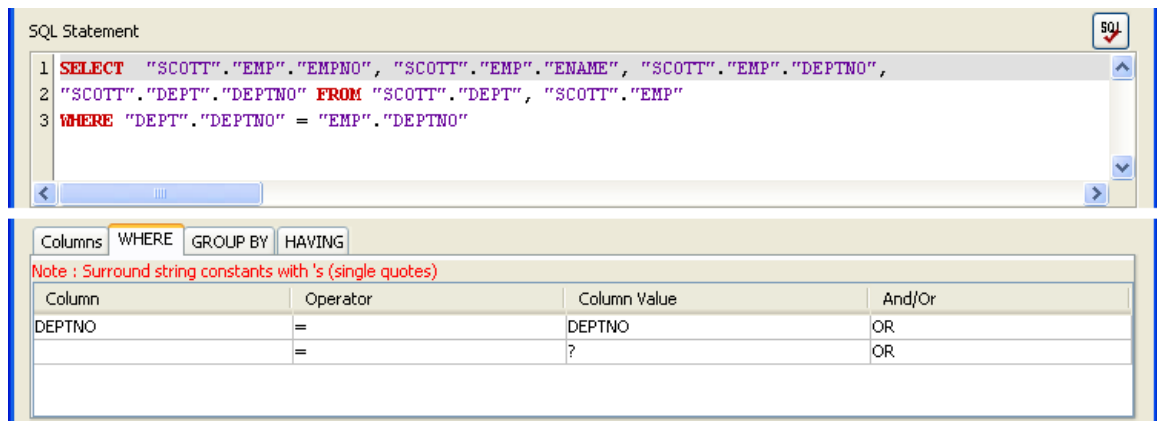 SQL Statement
SQL
1 SELECT "SCOTT"."EMP"."EMPNO", "SCOTT"."EMP"."ENAME", "SCOTT"."EMP"."DEPTNO",
2 "SCOTT"."DEPT"."DEPTNO" FROM "SCOTT"."DEPT", "SCOTT"."EMP"
3 WHERE "DEPT"."DEPTNO" = "EMP"."DEPTNO"
Columns WHERE GROUP BY HAVING
Note : Surround string constants with 's (single quotes)
Column Operator Column Value And/Or
DEPTNO = DEPTNO OR
= ? OR